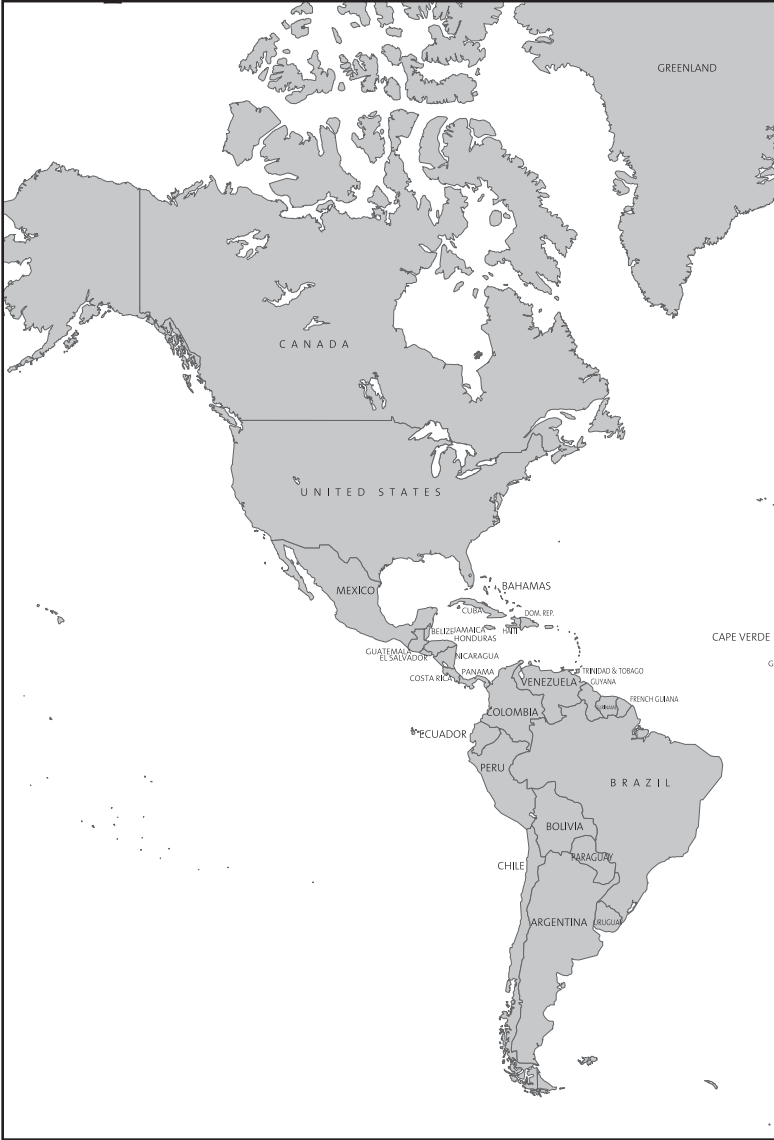 GREENLAND
CANADA
UNITED STATES
MEXICO
BAHAMAS
CUBA
DOM. REP.
BELIZE
JAMAICA
HAITI
HONDURAS
CAPE VERDE
GUATEMALA
EL SALVADOR
NICARAGUA
G
PANAMA
TRINIDAD & TOBAGO
COSTA RICA
VENEZUELA
GUYANA
FRENCH GUIANA
SURINAME
COLOMBIA
ECUADOR
PERU
BRAZIL
BOLIVIA
PARAGUAY
CHILE
ARGENTINA
URUGUAY